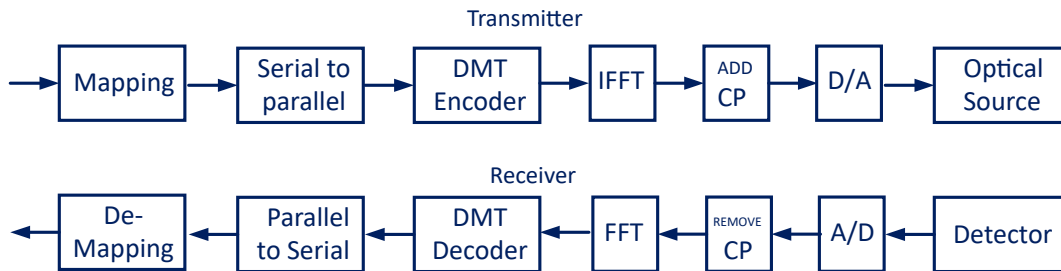 Transmitter
Mapping
Serial to
parallel
DMT
Encoder
IFFT
ADD
CP
D/A
Optical
Source
Receiver
De-
Mapping
Parallel
to Serial
DMT
Decoder
FFT
REMOVE
CP
A/D
Detector